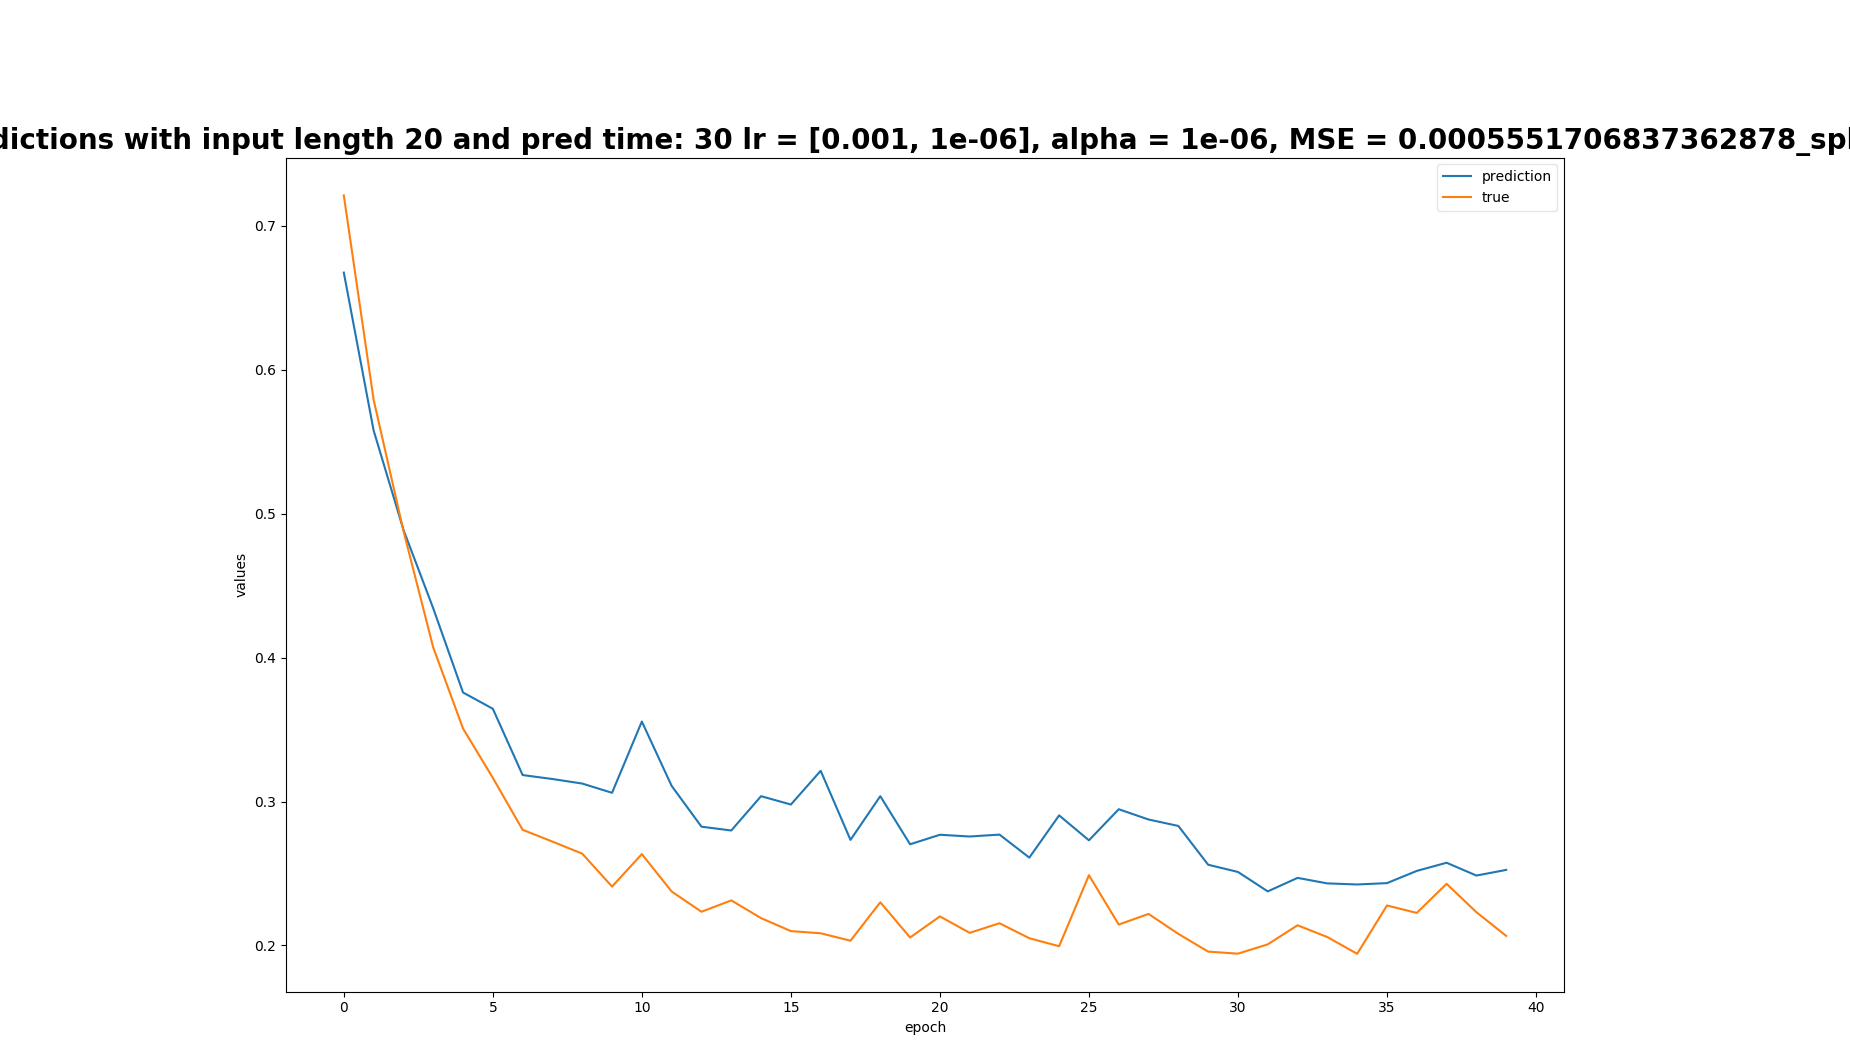 dictions with input length 20 and pred time: 30 lr = [0.001, 1e-06], alpha = 1e-06, MSE = 0.0005551706837362878_spl
prediction
true
0.7
0.6
0.5
0.4
0.3
0.2
values
0 5 10 15 20 25 30 35 40
epoch